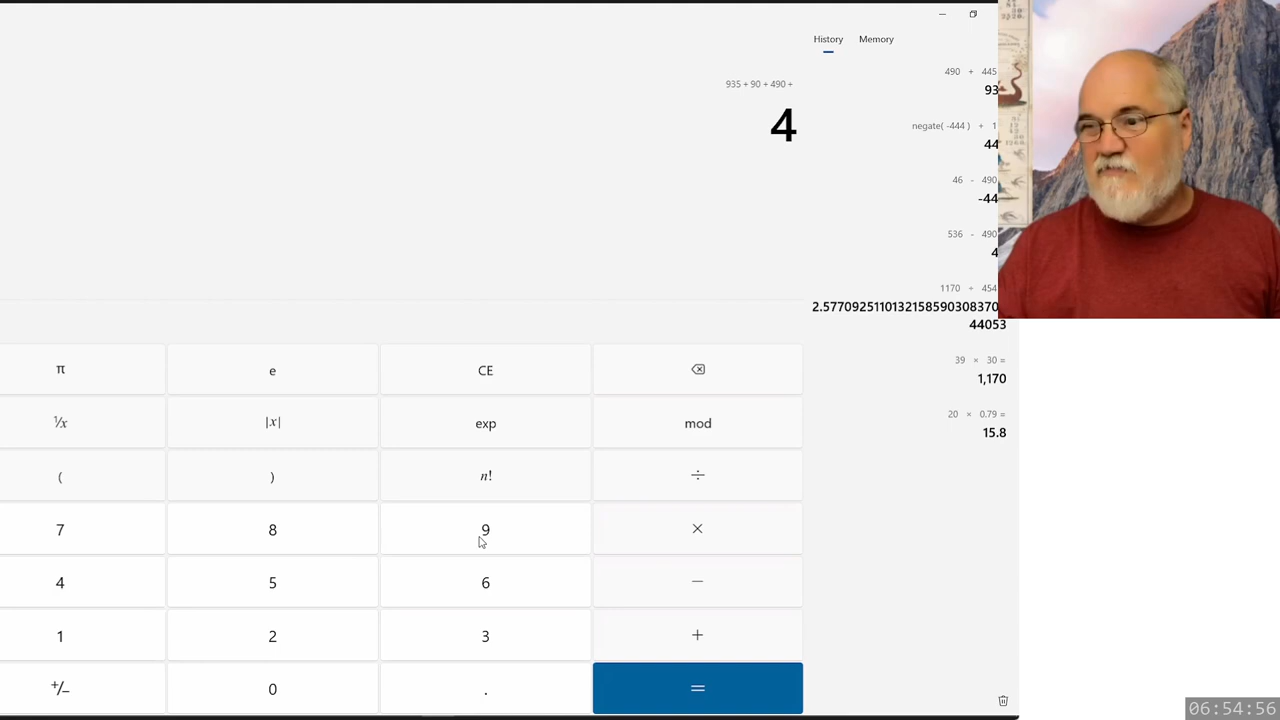 History Memory
490 + 445
93
935 + 90 + 490 +
4
negate( -444 ) + 1
44
46 - 490
-44
536 - 490
4
1170 ÷ 454
2.5770925110132158590308370
44053
39 × 30 =
1,170
20 × 0.79 =
15.8
π e CE
⅟x |x| exp mod
( ) n! ÷
7 8 9 ×
4 5 6 −
1 2 3 +
+/− 0 . =
06:54:56